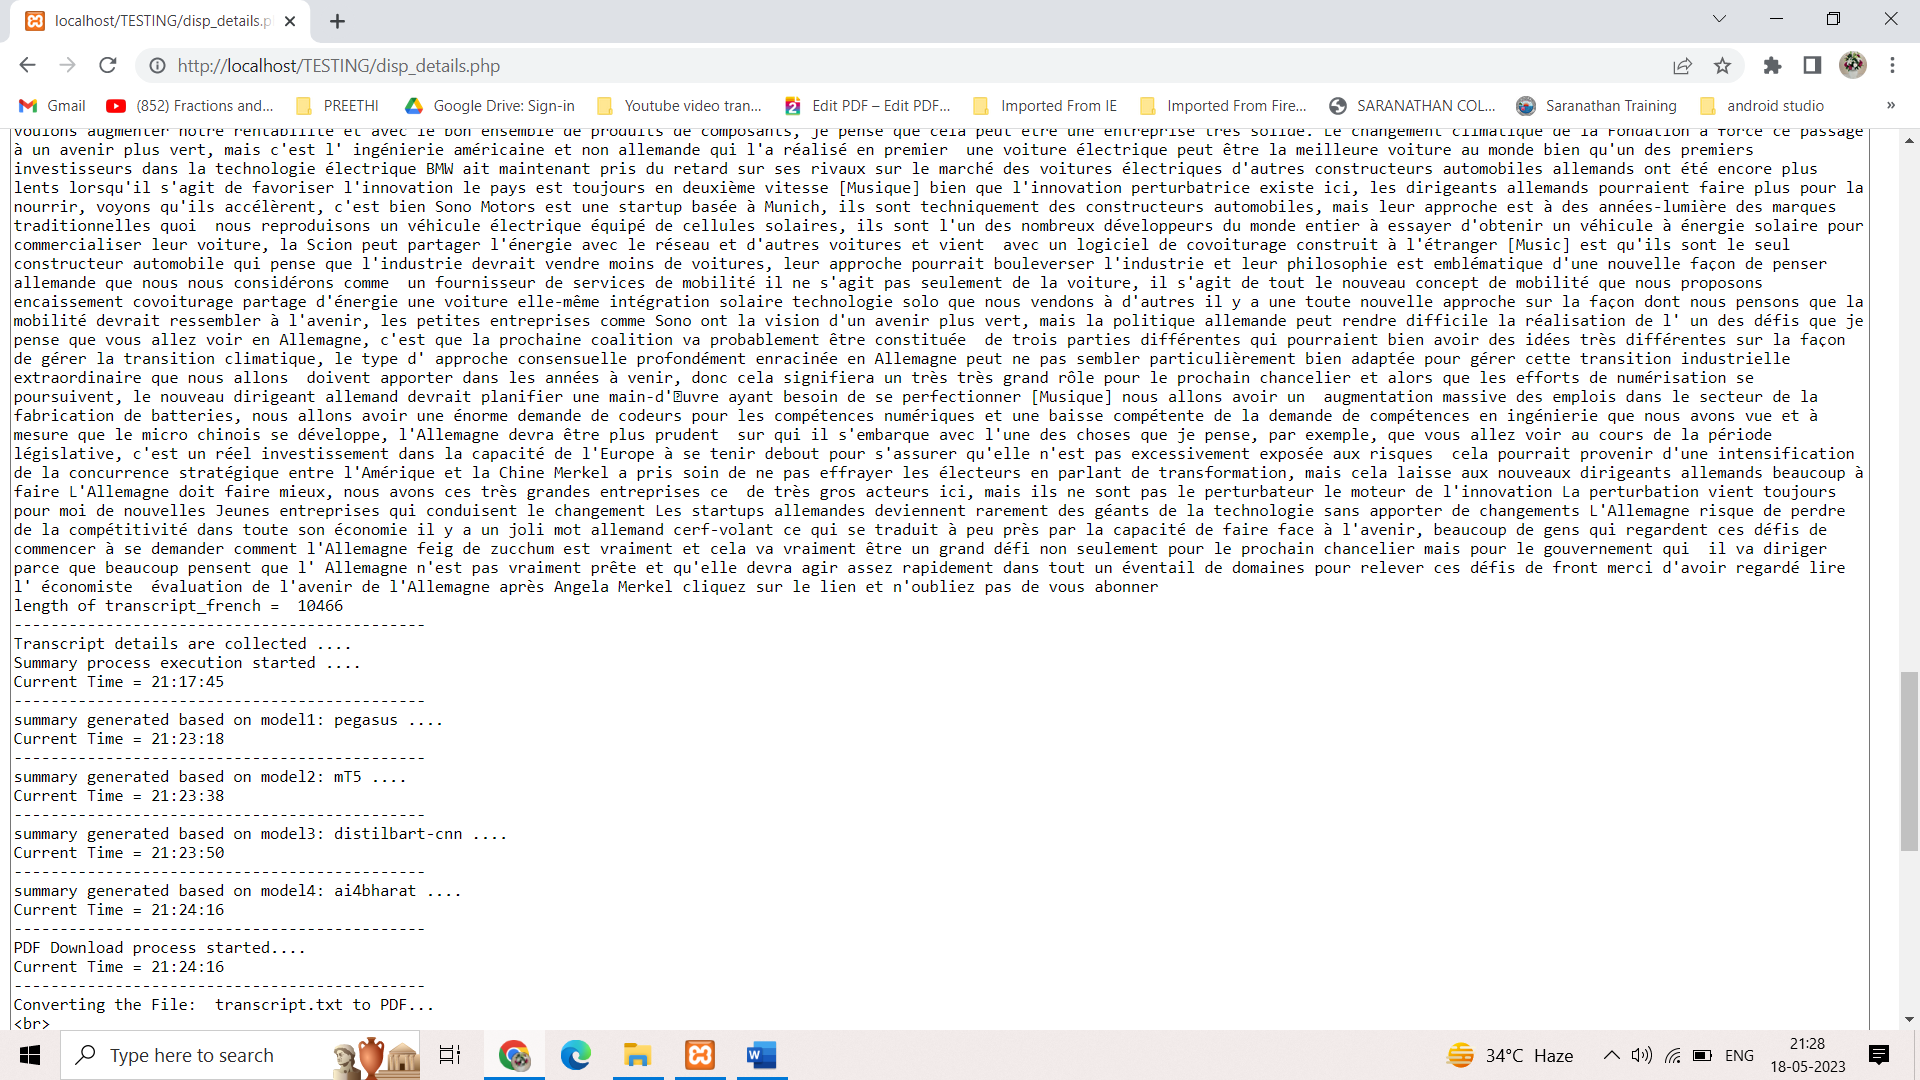 localhost/TESTING/disp_details.p
http://localhost/TESTING/disp_details.php
Gmail
(852) Fractions and...
PREETHI
Google Drive: Sign-in
Youtube video tran...
Edit PDF – Edit PDF...
Imported From IE
Imported From Fire...
SARANATHAN COL...
Saranathan Training
android studio
»
voulons augmenter notre rentabilité et avec le bon ensemble de produits de composants, je pense que cela peut être une entreprise très solide. Le changement climatique de la Fondation a forcé ce passage
à un avenir plus vert, mais c'est l' ingénierie américaine et non allemande qui l'a réalisé en premier  une voiture électrique peut être la meilleure voiture au monde bien qu'un des premiers
investisseurs dans la technologie électrique BMW ait maintenant pris du retard sur ses rivaux sur le marché des voitures électriques d'autres constructeurs automobiles allemands ont été encore plus
lents lorsqu'il s'agit de favoriser l'innovation le pays est toujours en deuxième vitesse [Musique] bien que l'innovation perturbatrice existe ici, les dirigeants allemands pourraient faire plus pour la
nourrir, voyons qu'ils accélèrent, c'est bien Sono Motors est une startup basée à Munich, ils sont techniquement des constructeurs automobiles, mais leur approche est à des années-lumière des marques
traditionnelles quoi  nous reproduisons un véhicule électrique équipé de cellules solaires, ils sont l'un des nombreux développeurs du monde entier à essayer d'obtenir un véhicule à énergie solaire pour
commercialiser leur voiture, la Scion peut partager l'énergie avec le réseau et d'autres voitures et vient  avec un logiciel de covoiturage construit à l'étranger [Music] est qu'ils sont le seul
constructeur automobile qui pense que l'industrie devrait vendre moins de voitures, leur approche pourrait bouleverser l'industrie et leur philosophie est emblématique d'une nouvelle façon de penser
allemande que nous nous considérons comme  un fournisseur de services de mobilité il ne s'agit pas seulement de la voiture, il s'agit de tout le nouveau concept de mobilité que nous proposons
encaissement covoiturage partage d'énergie une voiture elle-même intégration solaire technologie solo que nous vendons à d'autres il y a une toute nouvelle approche sur la façon dont nous pensons que la
mobilité devrait ressembler à l'avenir, les petites entreprises comme Sono ont la vision d'un avenir plus vert, mais la politique allemande peut rendre difficile la réalisation de l' un des défis que je
pense que vous allez voir en Allemagne, c'est que la prochaine coalition va probablement être constituée  de trois parties différentes qui pourraient bien avoir des idées très différentes sur la façon
de gérer la transition climatique, le type d' approche consensuelle profondément enracinée en Allemagne peut ne pas sembler particulièrement bien adaptée pour gérer cette transition industrielle
extraordinaire que nous allons  doivent apporter dans les années à venir, donc cela signifiera un très très grand rôle pour le prochain chancelier et alors que les efforts de numérisation se
poursuivent, le nouveau dirigeant allemand devrait planifier une main-d'uvre ayant besoin de se perfectionner [Musique] nous allons avoir un  augmentation massive des emplois dans le secteur de la
fabrication de batteries, nous allons avoir une énorme demande de codeurs pour les compétences numériques et une baisse compétente de la demande de compétences en ingénierie que nous avons vue et à
mesure que le micro chinois se développe, l'Allemagne devra être plus prudent  sur qui il s'embarque avec l'une des choses que je pense, par exemple, que vous allez voir au cours de la période
législative, c'est un réel investissement dans la capacité de l'Europe à se tenir debout pour s'assurer qu'elle n'est pas excessivement exposée aux risques  cela pourrait provenir d'une intensification
de la concurrence stratégique entre l'Amérique et la Chine Merkel a pris soin de ne pas effrayer les électeurs en parlant de transformation, mais cela laisse aux nouveaux dirigeants allemands beaucoup à
faire L'Allemagne doit faire mieux, nous avons ces très grandes entreprises ce  de très gros acteurs ici, mais ils ne sont pas le perturbateur le moteur de l'innovation La perturbation vient toujours
pour moi de nouvelles Jeunes entreprises qui conduisent le changement Les startups allemandes deviennent rarement des géants de la technologie sans apporter de changements L'Allemagne risque de perdre
de la compétitivité dans toute son économie il y a un joli mot allemand cerf-volant ce qui se traduit à peu près par la capacité de faire face à l'avenir, beaucoup de gens qui regardent ces défis de
commencer à se demander comment l'Allemagne feig de zucchum est vraiment et cela va vraiment être un grand défi non seulement pour le prochain chancelier mais pour le gouvernement qui  il va diriger
parce que beaucoup pensent que l' Allemagne n'est pas vraiment prête et qu'elle devra agir assez rapidement dans tout un éventail de domaines pour relever ces défis de front merci d'avoir regardé lire
l' économiste  évaluation de l'avenir de l'Allemagne après Angela Merkel cliquez sur le lien et n'oubliez pas de vous abonner
length of transcript_french =  10466
---------------------------------------------
Transcript details are collected ....
Summary process execution started ....
Current Time = 21:17:45
---------------------------------------------
summary generated based on model1: pegasus ....
Current Time = 21:23:18
---------------------------------------------
summary generated based on model2: mT5 ....
Current Time = 21:23:38
---------------------------------------------
summary generated based on model3: distilbart-cnn ....
Current Time = 21:23:50
---------------------------------------------
summary generated based on model4: ai4bharat ....
Current Time = 21:24:16
---------------------------------------------
PDF Download process started....
Current Time = 21:24:16
---------------------------------------------
Converting the File:  transcript.txt to PDF...
<br>
Type here to search
34°C Haze
ENG
21:28
18-05-2023